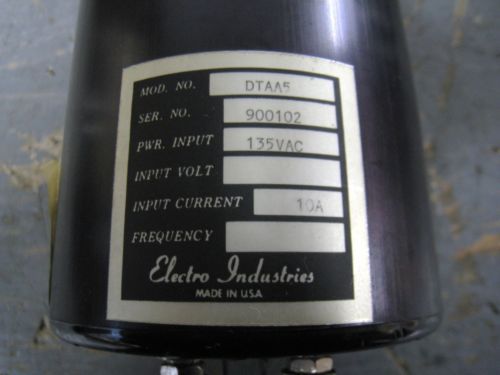 MOD. NO. DTAA5
SER. NO. 900102
PWR. INPUT 135VAC
INPUT VOLT
INPUT CURRENT 10A
FREQUENCY
Electro Industries
MADE IN U.S.A.